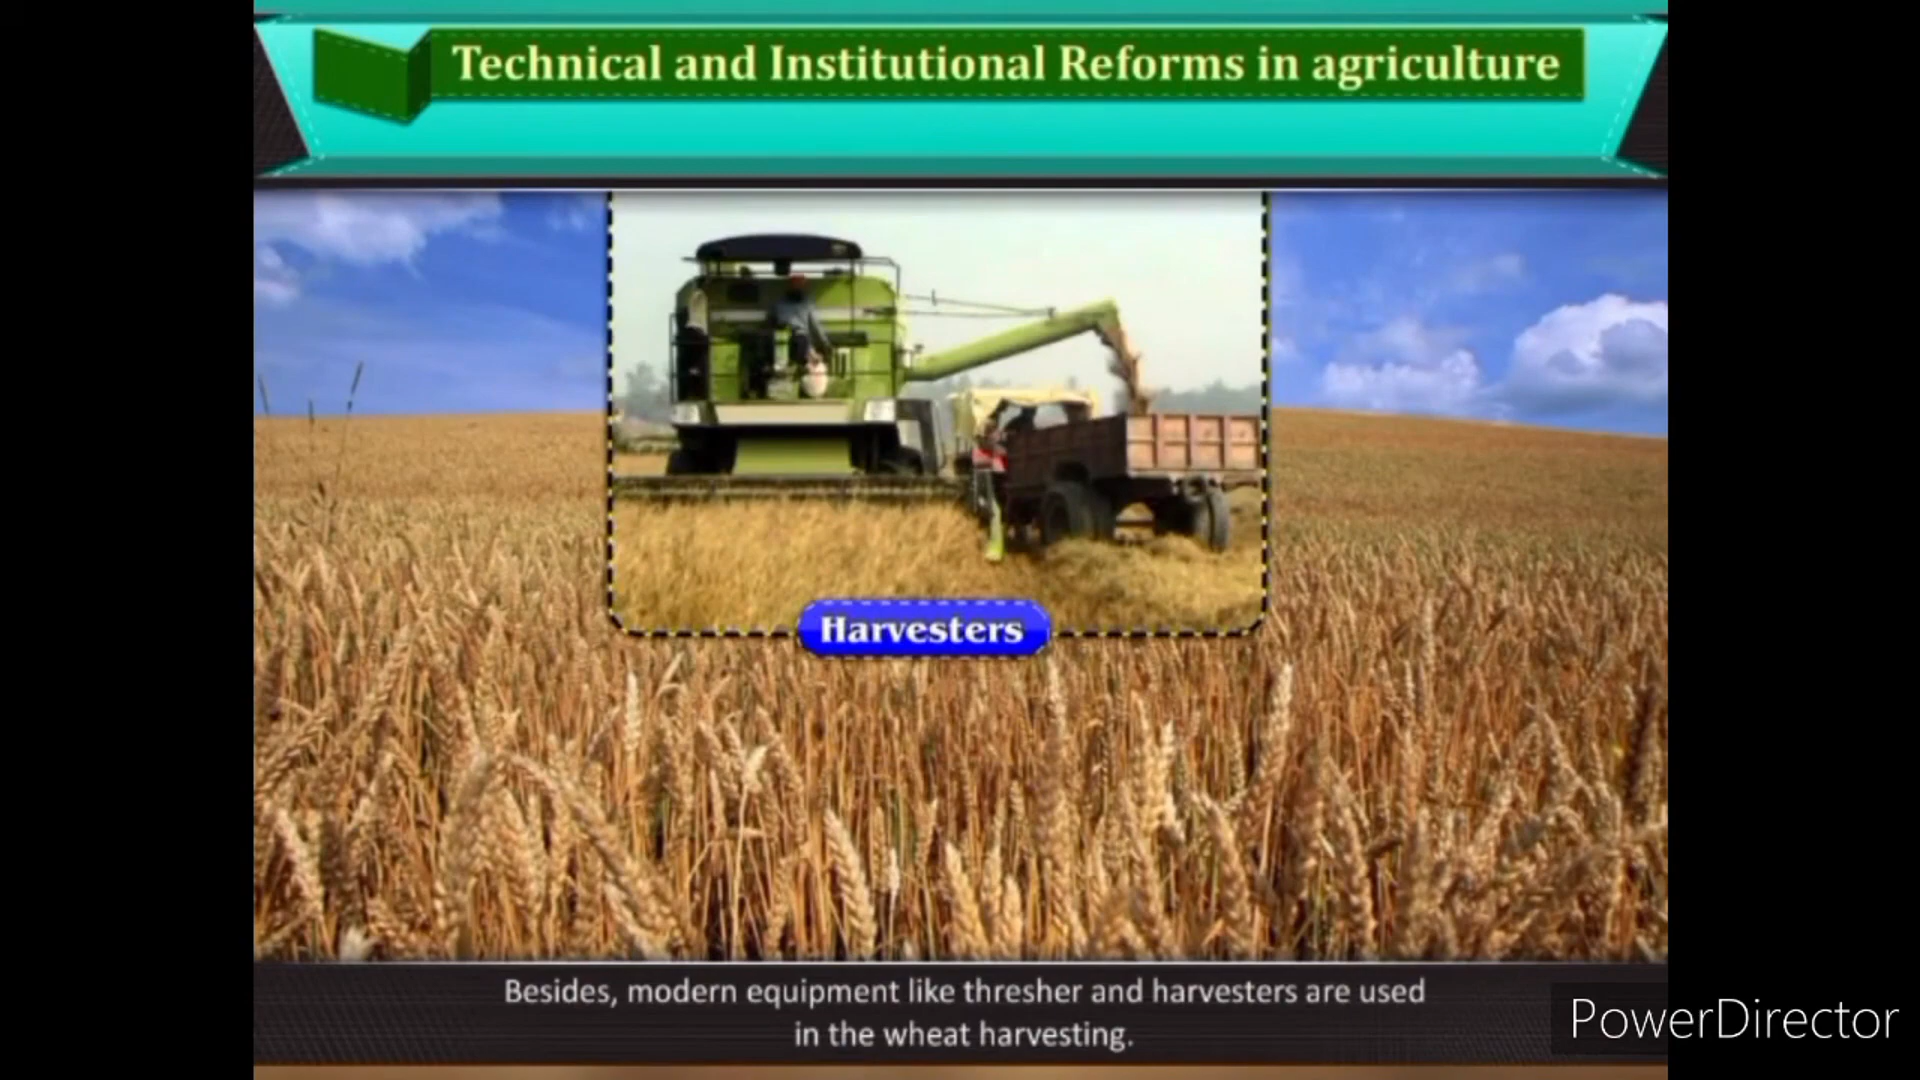 Technical and Institutional Reforms in agriculture
Harvesters
Besides, modern equipment like thresher and harvesters are used
in the wheat harvesting.
PowerDirector